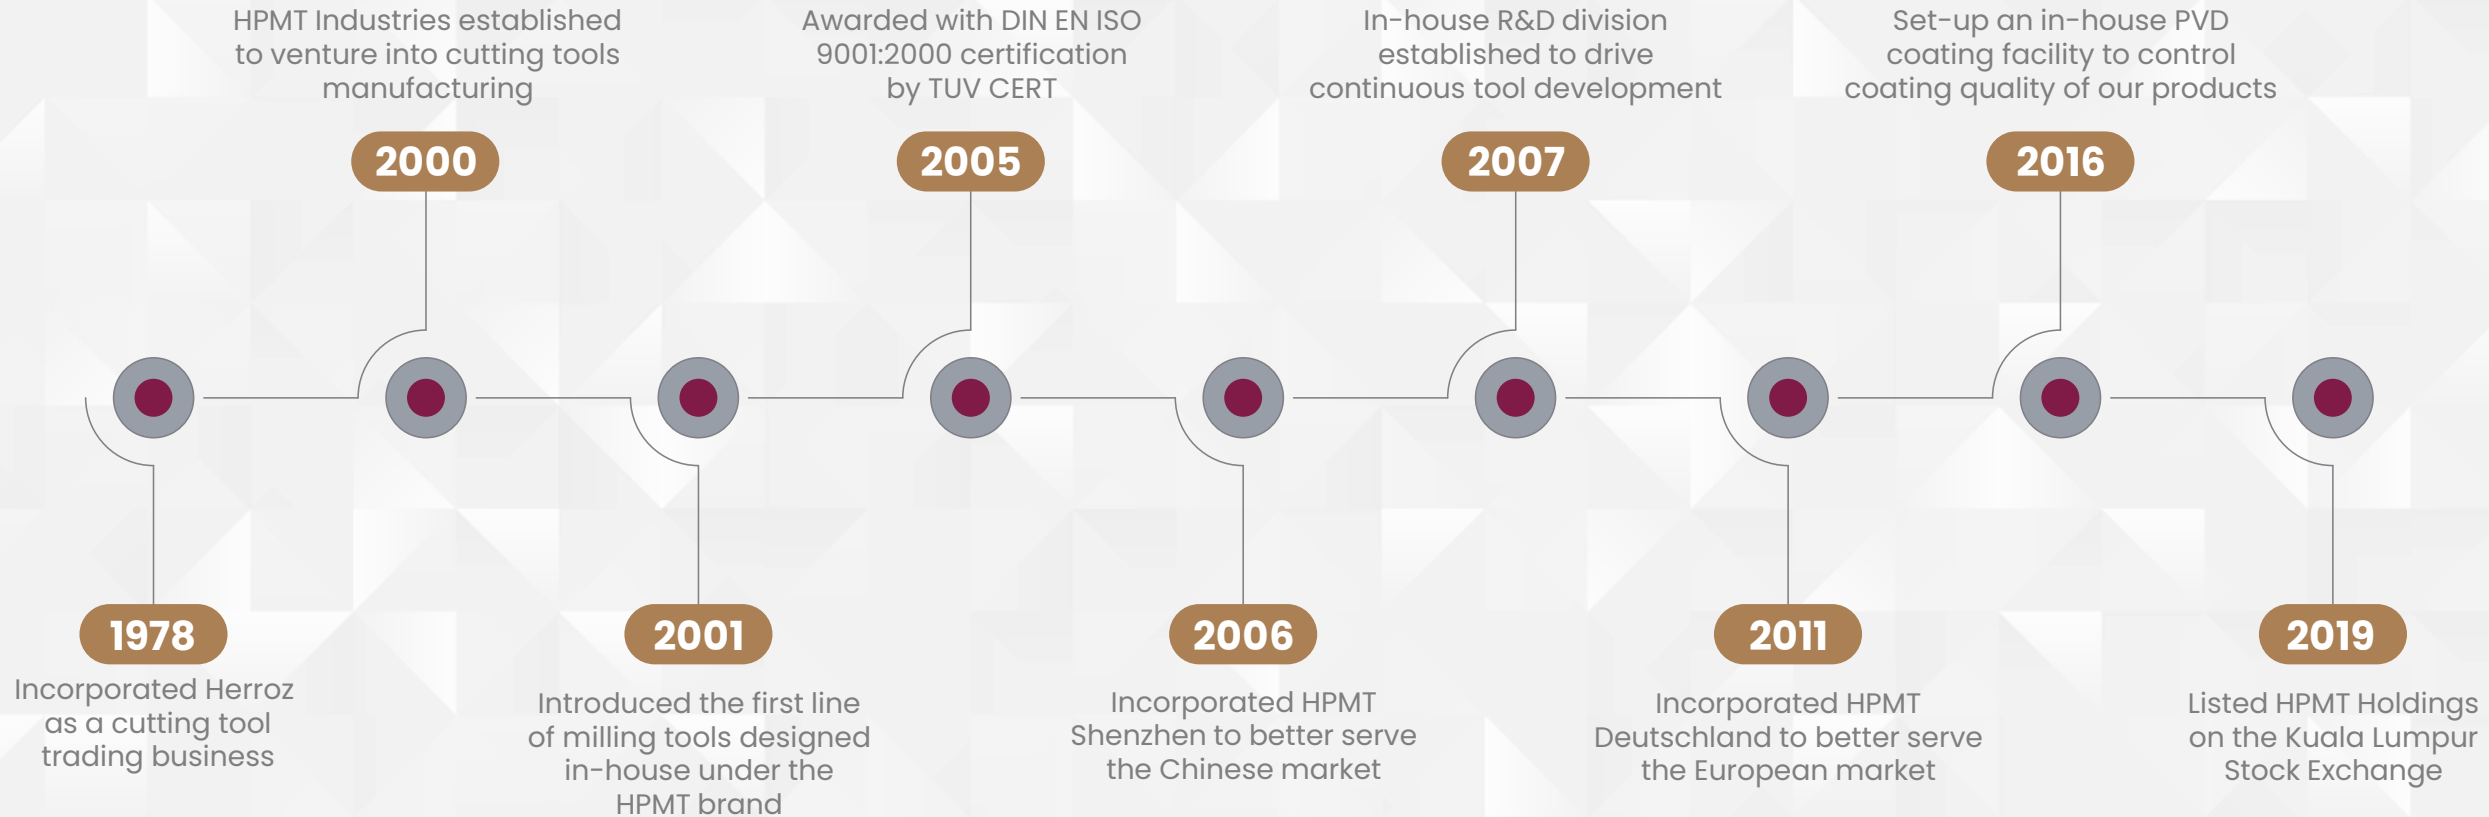 HPMT Industries established
to venture into cutting tools
manufacturing
2000
Awarded with DIN EN ISO
9001:2000 certification
by TUV CERT
2005
In-house R&D division
established to drive
continuous tool development
2007
Set-up an in-house PVD
coating facility to control
coating quality of our products
2016
1978
Incorporated Herroz
as a cutting tool
trading business
2001
Introduced the first line
of milling tools designed
in-house under the
HPMT brand
2006
Incorporated HPMT
Shenzhen to better serve
the Chinese market
2011
Incorporated HPMT
Deutschland to better serve
the European market
2019
Listed HPMT Holdings
on the Kuala Lumpur
Stock Exchange